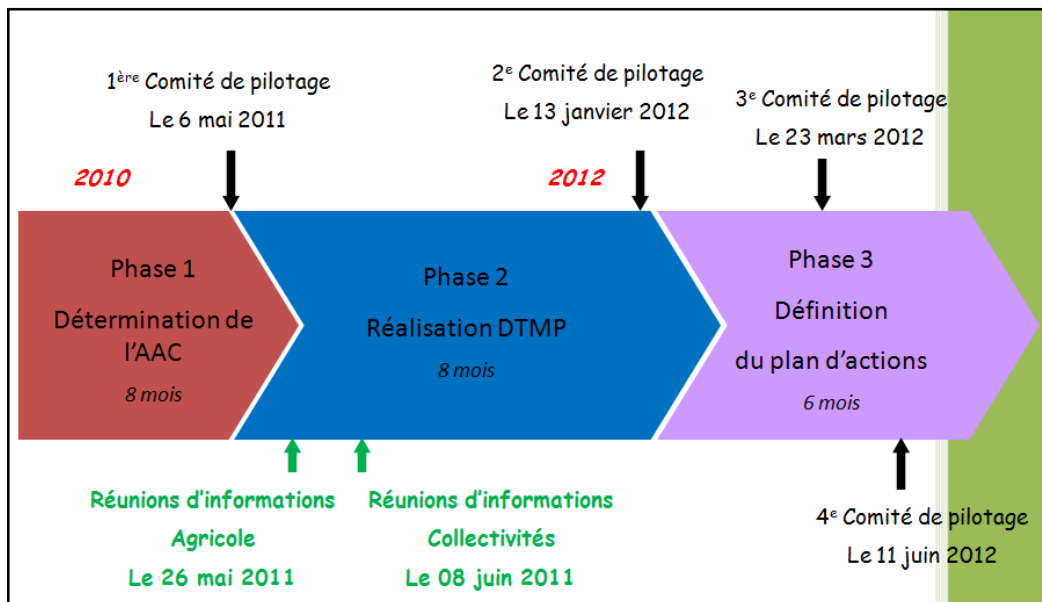 1ère Comité de pilotage
Le 6 mai 2011
2e Comité de pilotage
Le 13 janvier 2012
3e Comité de pilotage
Le 23 mars 2012
2010
2012
Phase 1
Détermination de
l'AAC
8 mois
Phase 2
Réalisation DTMP
8 mois
Phase 3
Définition
du plan d'actions
6 mois
Réunions d'informations
Agricole
Le 26 mai 2011
Réunions d'informations
Collectivités
Le 08 juin 2011
4e Comité de pilotage
Le 11 juin 2012